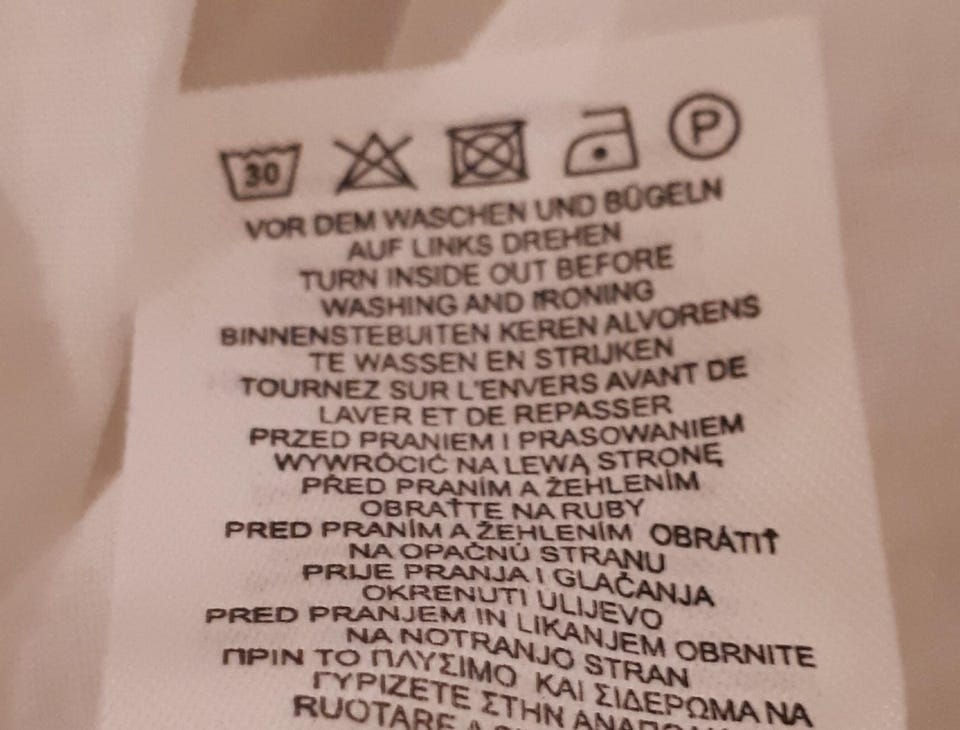 30 P
VOR DEM WASCHEN UND BÜGELN
AUF LINKS DREHEN
TURN INSIDE OUT BEFORE
WASHING AND IRONING
BINNENSTEBUITEN KEREN ALVORENS
TE WASSEN EN STRIJKEN
TOURNEZ SUR L'ENVERS AVANT DE
LAVER ET DE REPASSER
PRZED PRANIEM I PRASOWANIEM
WYWRÓCIĆ NA LEWĄ STRONĘ
PŘED PRANÍM A ŽEHLENÍM
OBRAŤTE NA RUBY
PRED PRANÍM A ŽEHLENÍM OBRÁTIŤ
NA OPAČNÚ STRANU
PRIJE PRANJA I GLAČANJA
OKRENUTI ULIJEVO
PRED PRANJEM IN LIKANJEM OBRNITE
NA NOTRANJO STRAN
ΠΡΙΝ ΤΟ ΠΛΥΣΙΜΟ ΚΑΙ ΣΙΔΕΡΩΜΑ ΝΑ
ΓΥΡΙΖΕΤΕ ΣΤΗΝ
RUOTARE